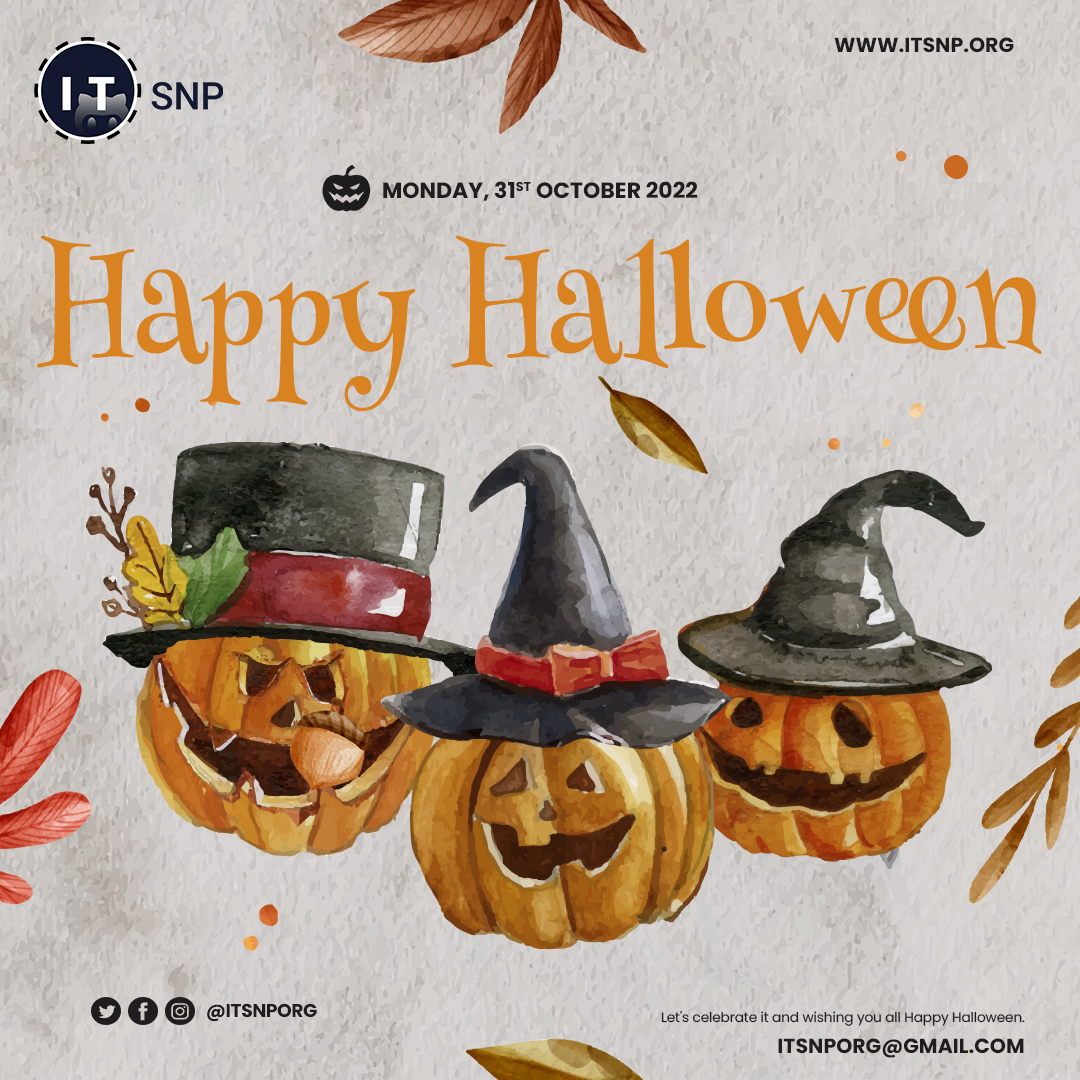 IT SNP
WWW.ITSNP.ORG
MONDAY, 31ST OCTOBER 2022
Happy Halloween
@ITSNPORG
Let's celebrate it and wishing you all Happy Halloween.
ITSNPORG@GMAIL.COM